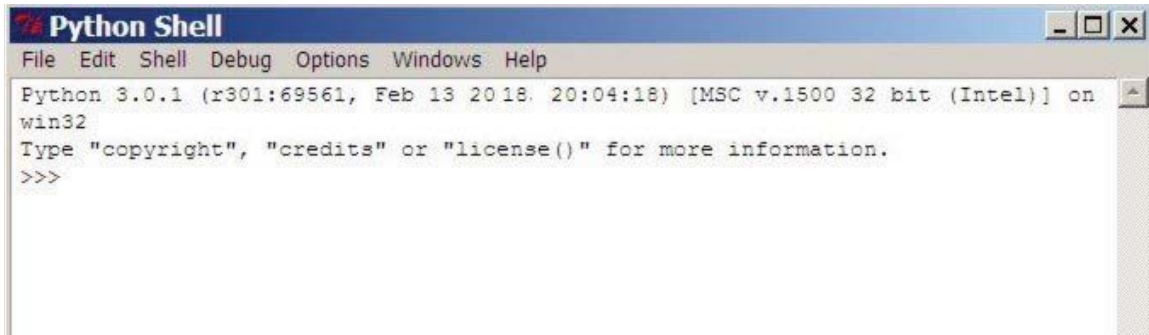 Python Shell
File Edit Shell Debug Options Windows Help
Python 3.0.1 (r301:69561, Feb 13 2018. 20:04:18) [MSC v.1500 32 bit (Intel)] on
win32
Type "copyright", "credits" or "license()" for more information.
>>>